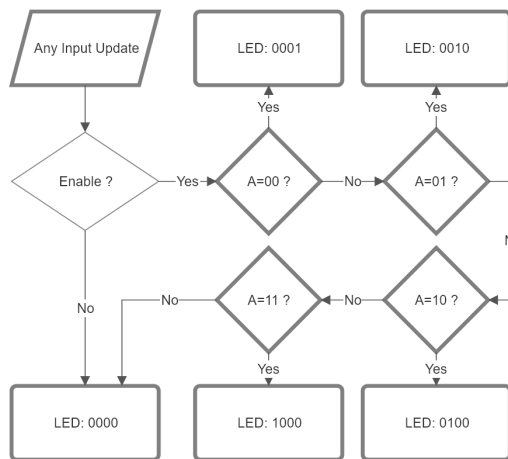 Any Input Update
LED: 0001
LED: 0010
Yes
Yes
Enable ?
Yes
A=00 ?
No
A=01 ?
No
A=11 ?
No
A=10 ?
No
Yes
Yes
LED: 0000
LED: 1000
LED: 0100